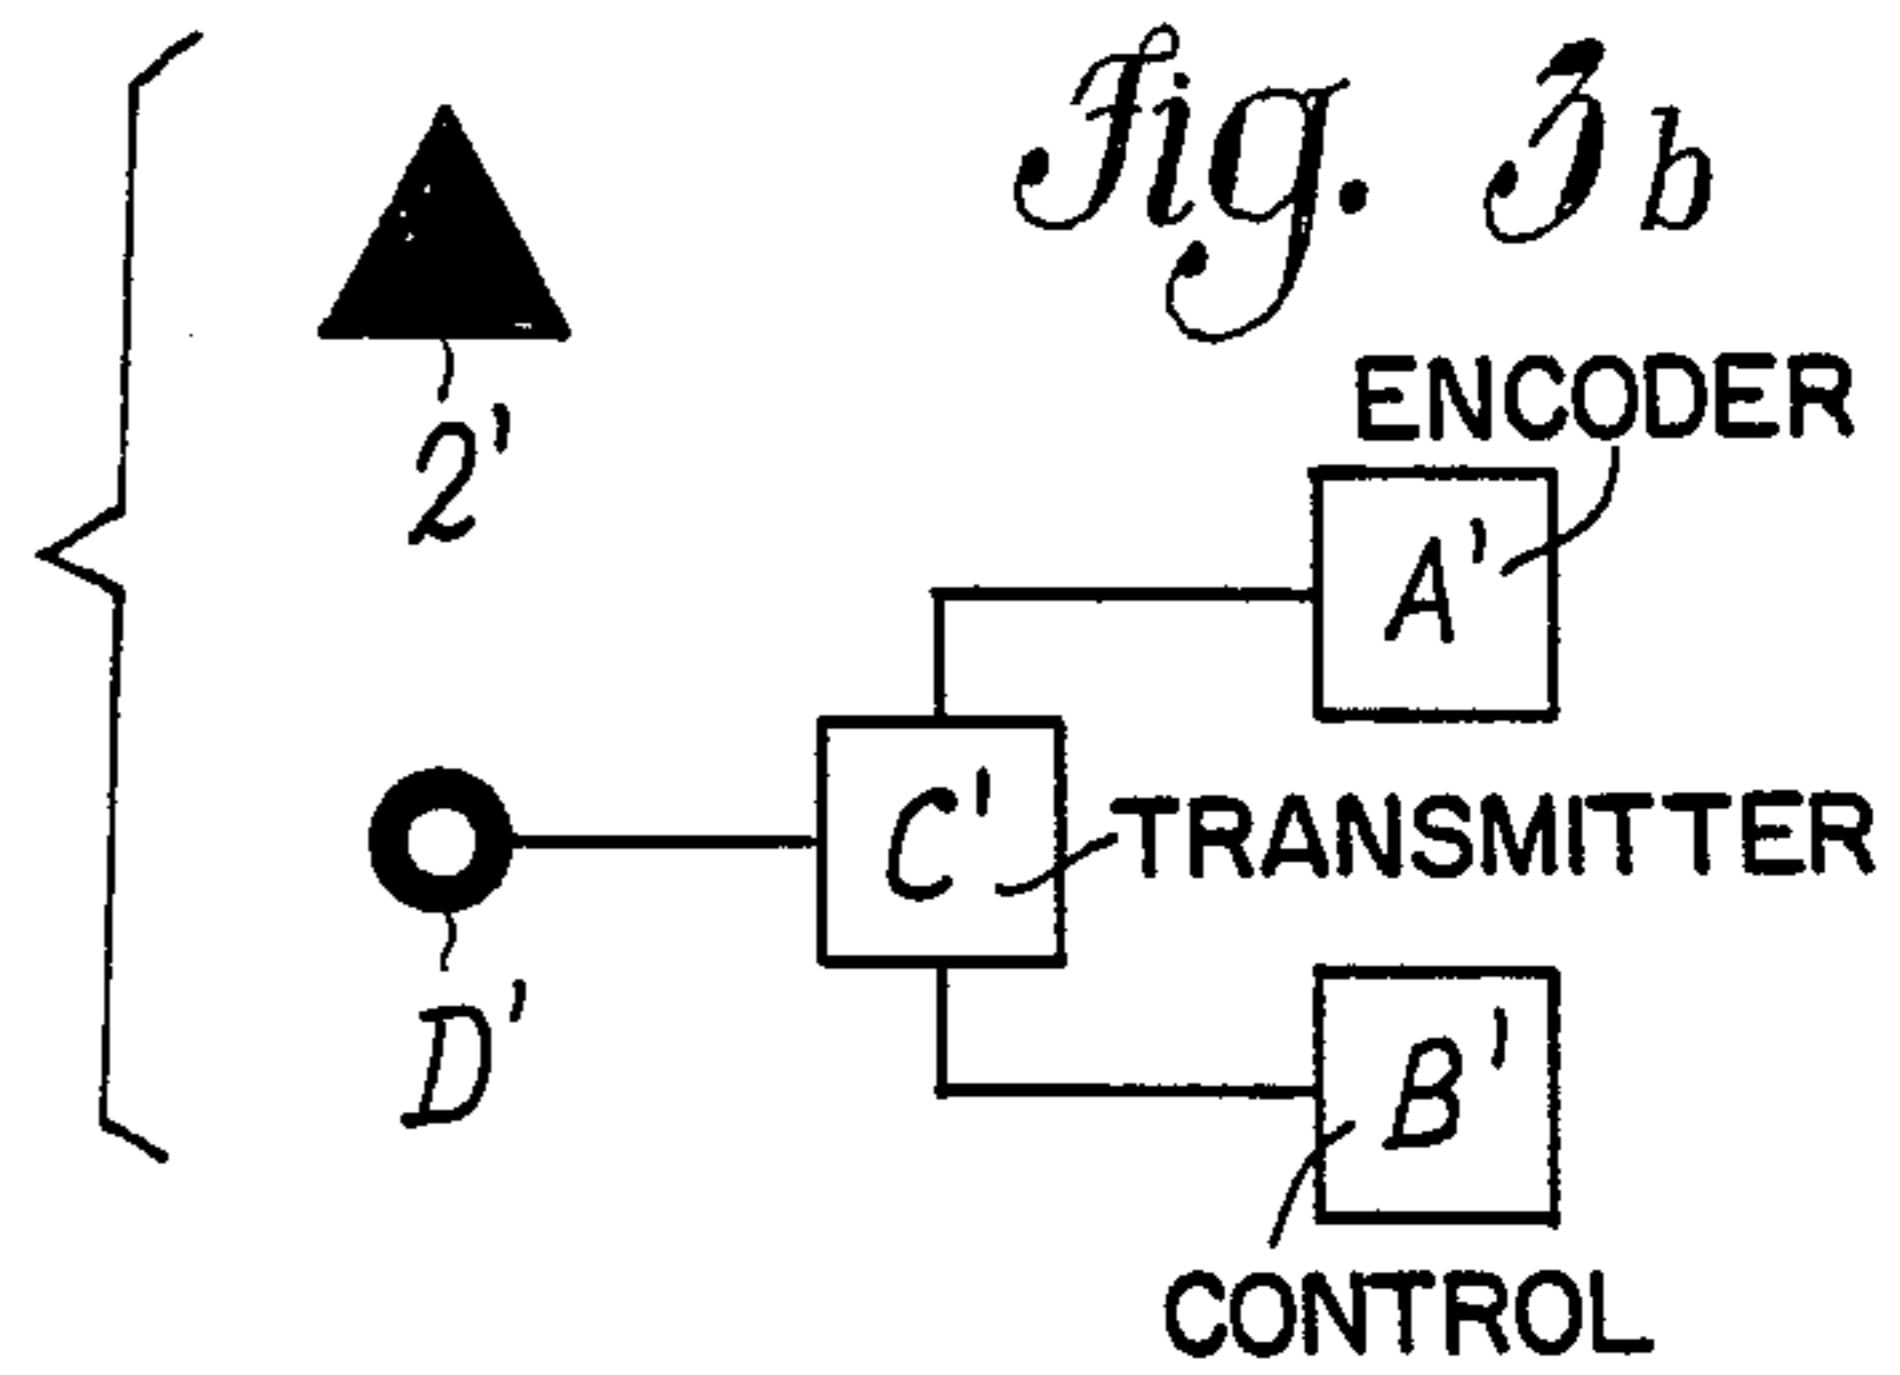 Fig. 3b
2'
ENCODER
A'
C'
TRANSMITTER
D'
B'
CONTROL